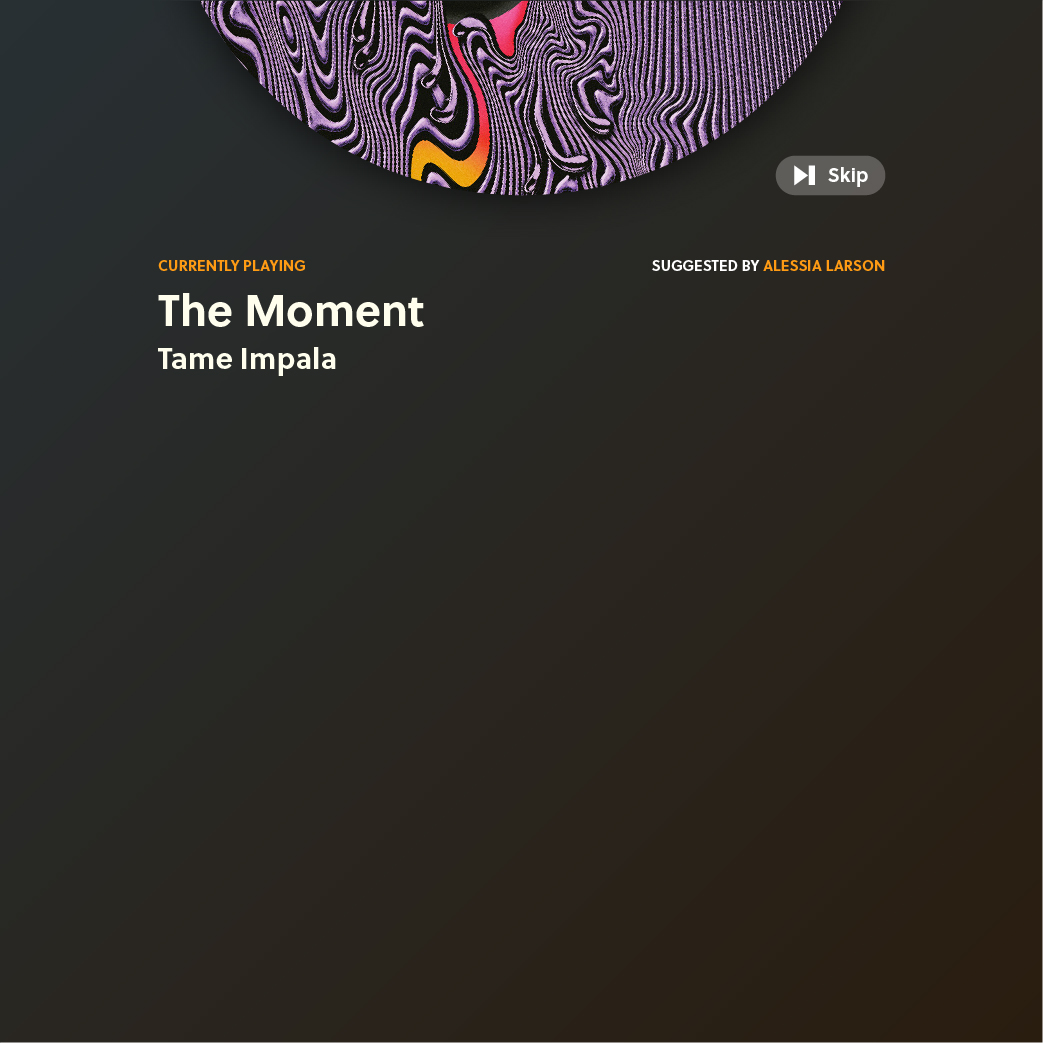 Skip
CURRENTLY PLAYING
SUGGESTED BY ALESSIA LARSON
The Moment
Tame Impala